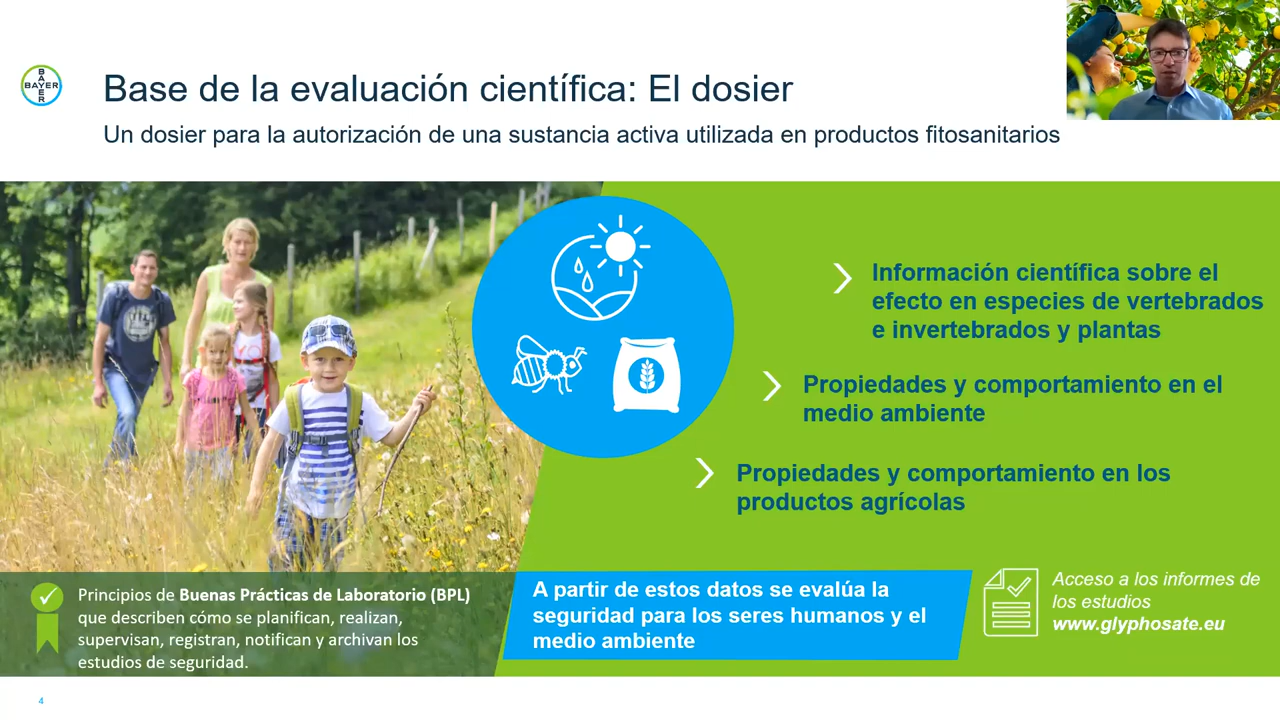 BAYER
BAYER
Base de la evaluación científica: El dosier
Un dosier para la autorización de una sustancia activa utilizada en productos fitosanitarios
Información científica sobre el
efecto en especies de vertebrados
e invertebrados y plantas
Propiedades y comportamiento en el
medio ambiente
Propiedades y comportamiento en los
productos agrícolas
Principios de Buenas Prácticas de Laboratorio (BPL)
que describen cómo se planifican, realizan,
supervisan, registran, notifican y archivan los
estudios de seguridad.
A partir de estos datos se evalúa la
seguridad para los seres humanos y el
medio ambiente
Acceso a los informes de
los estudios
www.glyphosate.eu
4